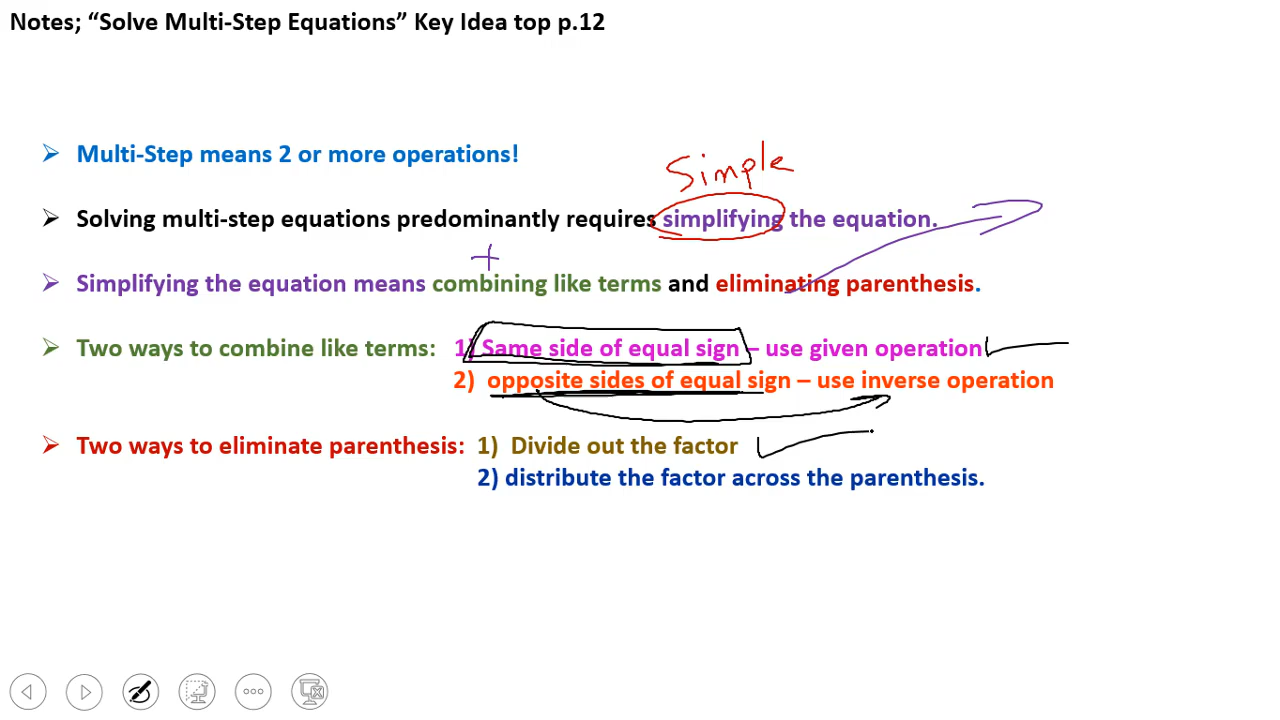 Notes; “Solve Multi-Step Equations” Key Idea top p.12
Multi-Step means 2 or more operations!
Simple
Solving multi-step equations predominantly requires simplifying the equation.
+
Simplifying the equation means combining like terms and eliminating parenthesis.
Two ways to combine like terms: 1) Same side of equal sign – use given operation
2) opposite sides of equal sign – use inverse operation
Two ways to eliminate parenthesis: 1) Divide out the factor
2) distribute the factor across the parenthesis.